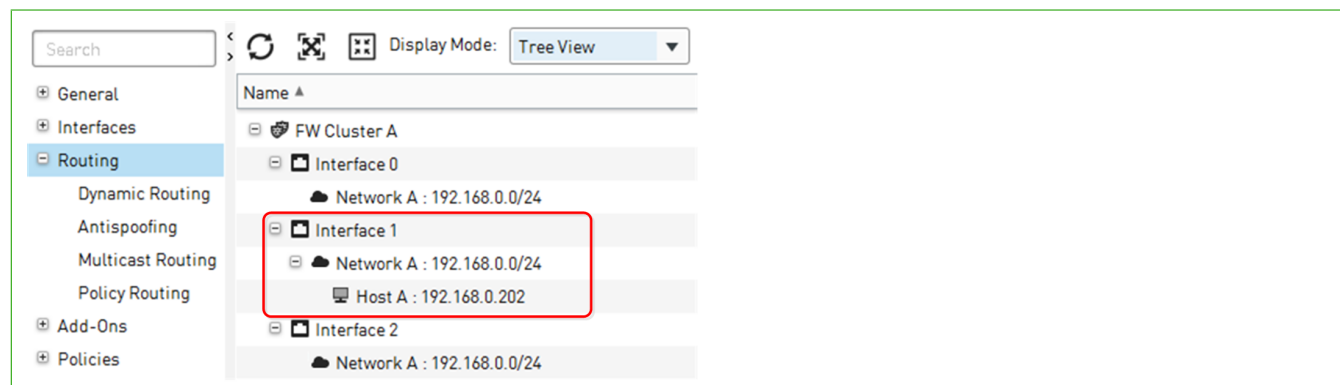 Search
Display Mode: Tree View
General
Interfaces
Routing
Dynamic Routing
Antispoofing
Multicast Routing
Policy Routing
Add-Ons
Policies
Name
FW Cluster A
Interface 0
Network A : 192.168.0.0/24
Interface 1
Network A : 192.168.0.0/24
Host A : 192.168.0.202
Interface 2
Network A : 192.168.0.0/24